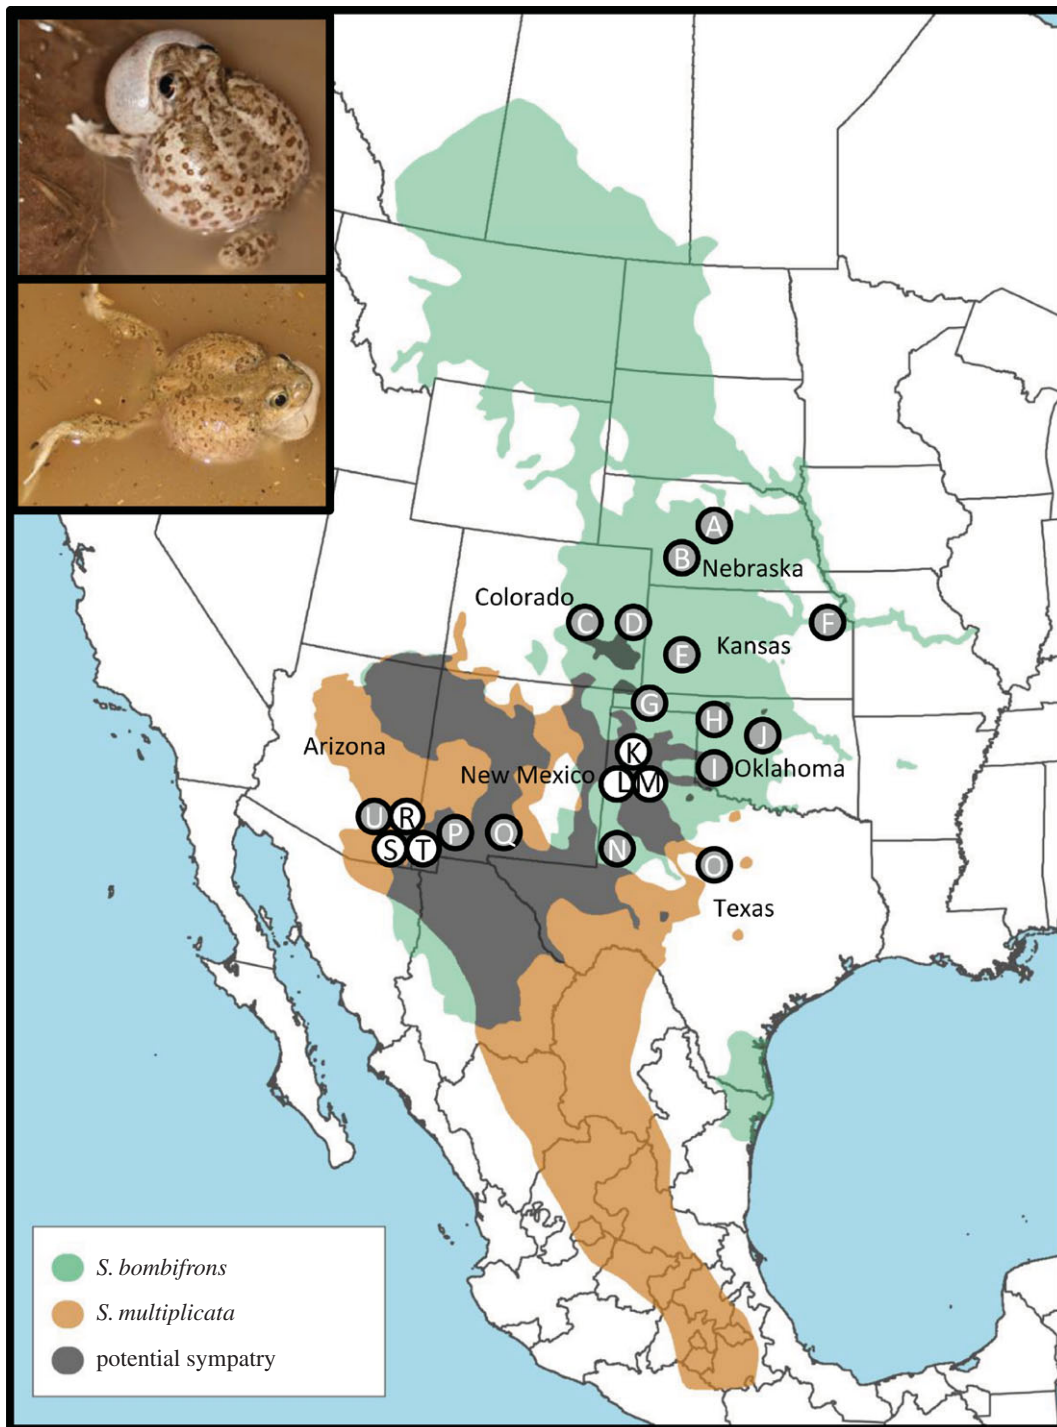 A
B
Nebraska
Colorado
C
D
F
E
Kansas
G
H
J
Arizona
K
New Mexico
L
M
I
Oklahoma
U
R
P
Q
S
T
N
O
Texas
S. bombifrons
S. multiplicata
potential sympatry